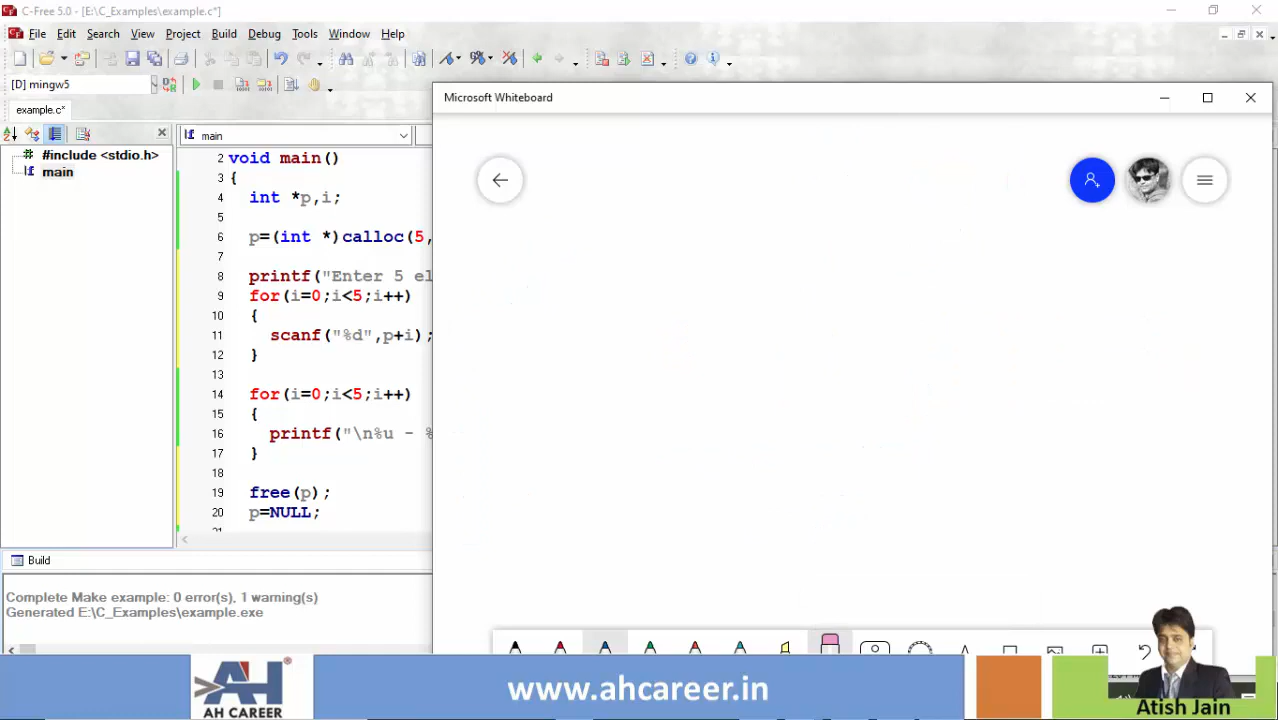 C-Free 5.0 - [E:\C_Examples\example.c*]
File Edit Search View Project Build Debug Tools Window Help
[D] mingw5
example.c*
main
#include <stdio.h>
main
2 void main()
3 {
4 int *p,i;
5
6 p=(int *)calloc(5,
7
8 printf("Enter 5 el
9 for(i=0;i<5;i++)
10 {
11 scanf("%d",p+i);
12 }
13
14 for(i=0;i<5;i++)
15 {
16 printf("\n%u - %
17 }
18
19 free(p);
20 p=NULL;
Microsoft Whiteboard
Build
Complete Make example: 0 error(s), 1 warning(s)
Generated E:\C_Examples\example.exe
AH
AH CAREER
www.ahcareer.in
Atish Jain